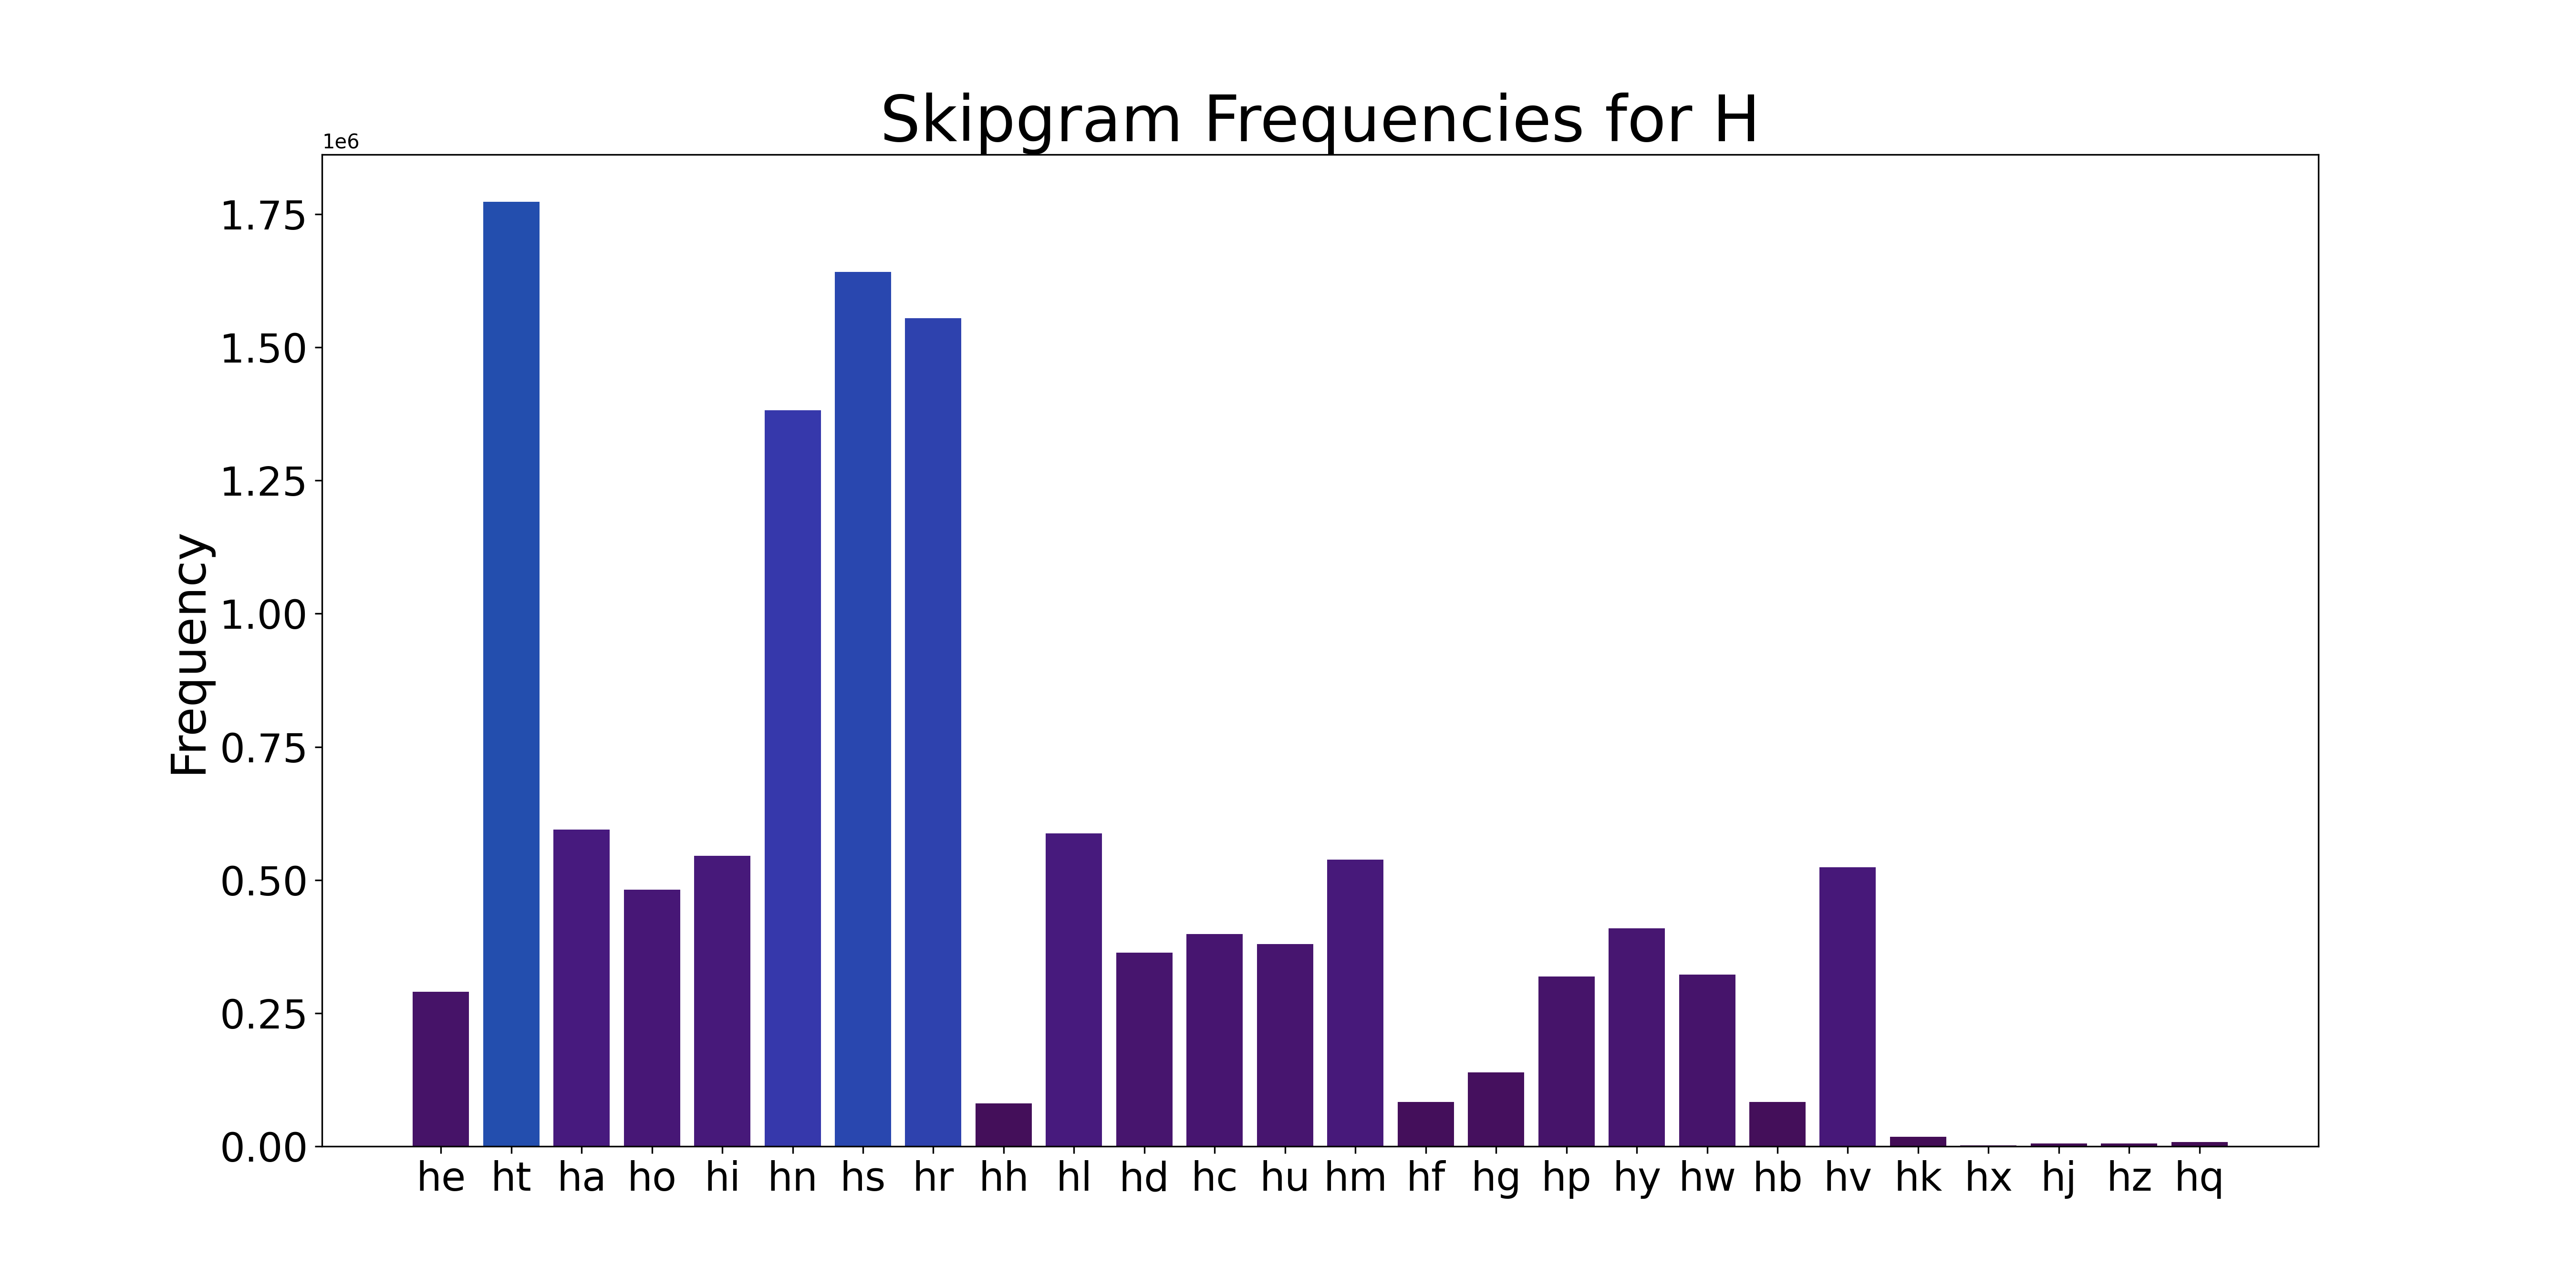 Skipgram Frequencies for H
1e6
1.75
1.50
1.25
1.00
0.75
0.50
0.25
0.00
Frequency
he ht ha ho hi hn hs hr hh hl hd hc hu hm hf hg hp hy hw hb hv hk hx hj hz hq